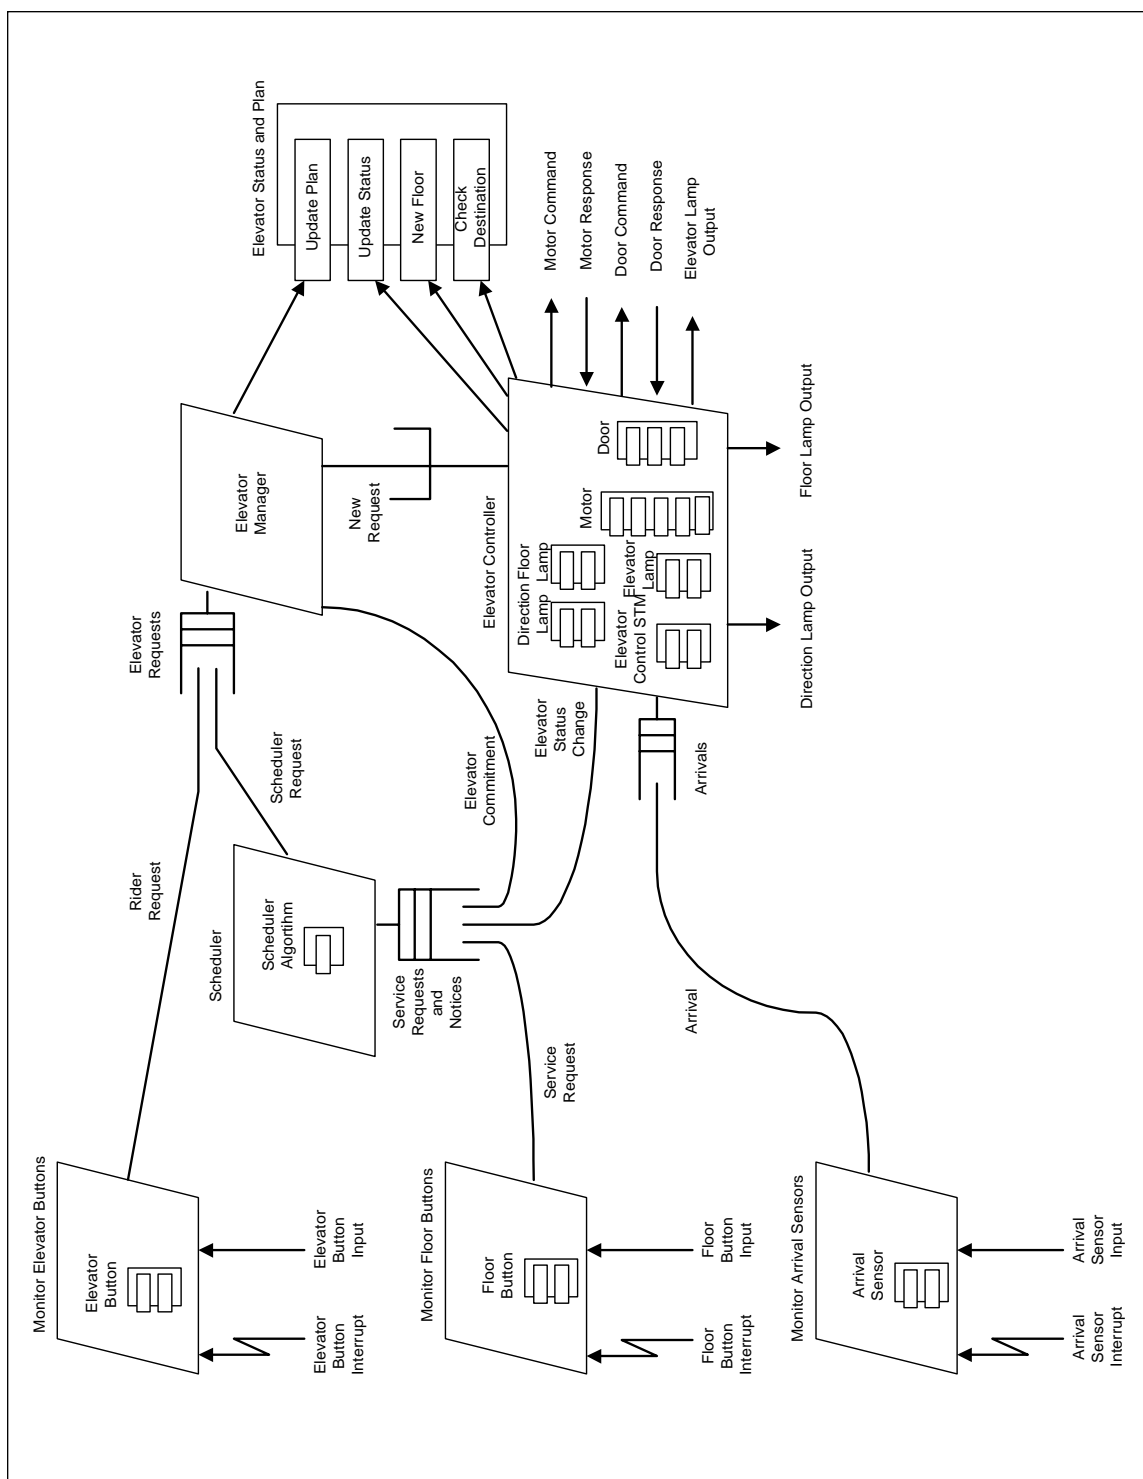 Monitor Elevator Buttons
Elevator
Button
Elevator
Button
Interrupt
Elevator
Button
Input
Rider
Request
Scheduler
Scheduler
Algortihm
Scheduler
Request
Elevator
Requests
Elevator
Manager
Elevator Status and Plan
Update Plan
Update Status
New Floor
Check
Destination
Service
Requests
and
Notices
Elevator
Commitment
New
Request
Monitor Floor Buttons
Floor
Button
Floor
Button
Interrupt
Floor
Button
Input
Service
Request
Elevator
Status
Change
Elevator Controller
Direction Floor
Lamp Lamp
Elevator
Control STM
Elevator
Lamp
Motor
Door
Motor Command
Motor Response
Door Command
Door Response
Elevator Lamp
Output
Monitor Arrival Sensors
Arrival
Sensor
Arrival
Sensor
Interrupt
Arrival
Sensor
Input
Arrival
Arrivals
Direction Lamp Output
Floor Lamp Output